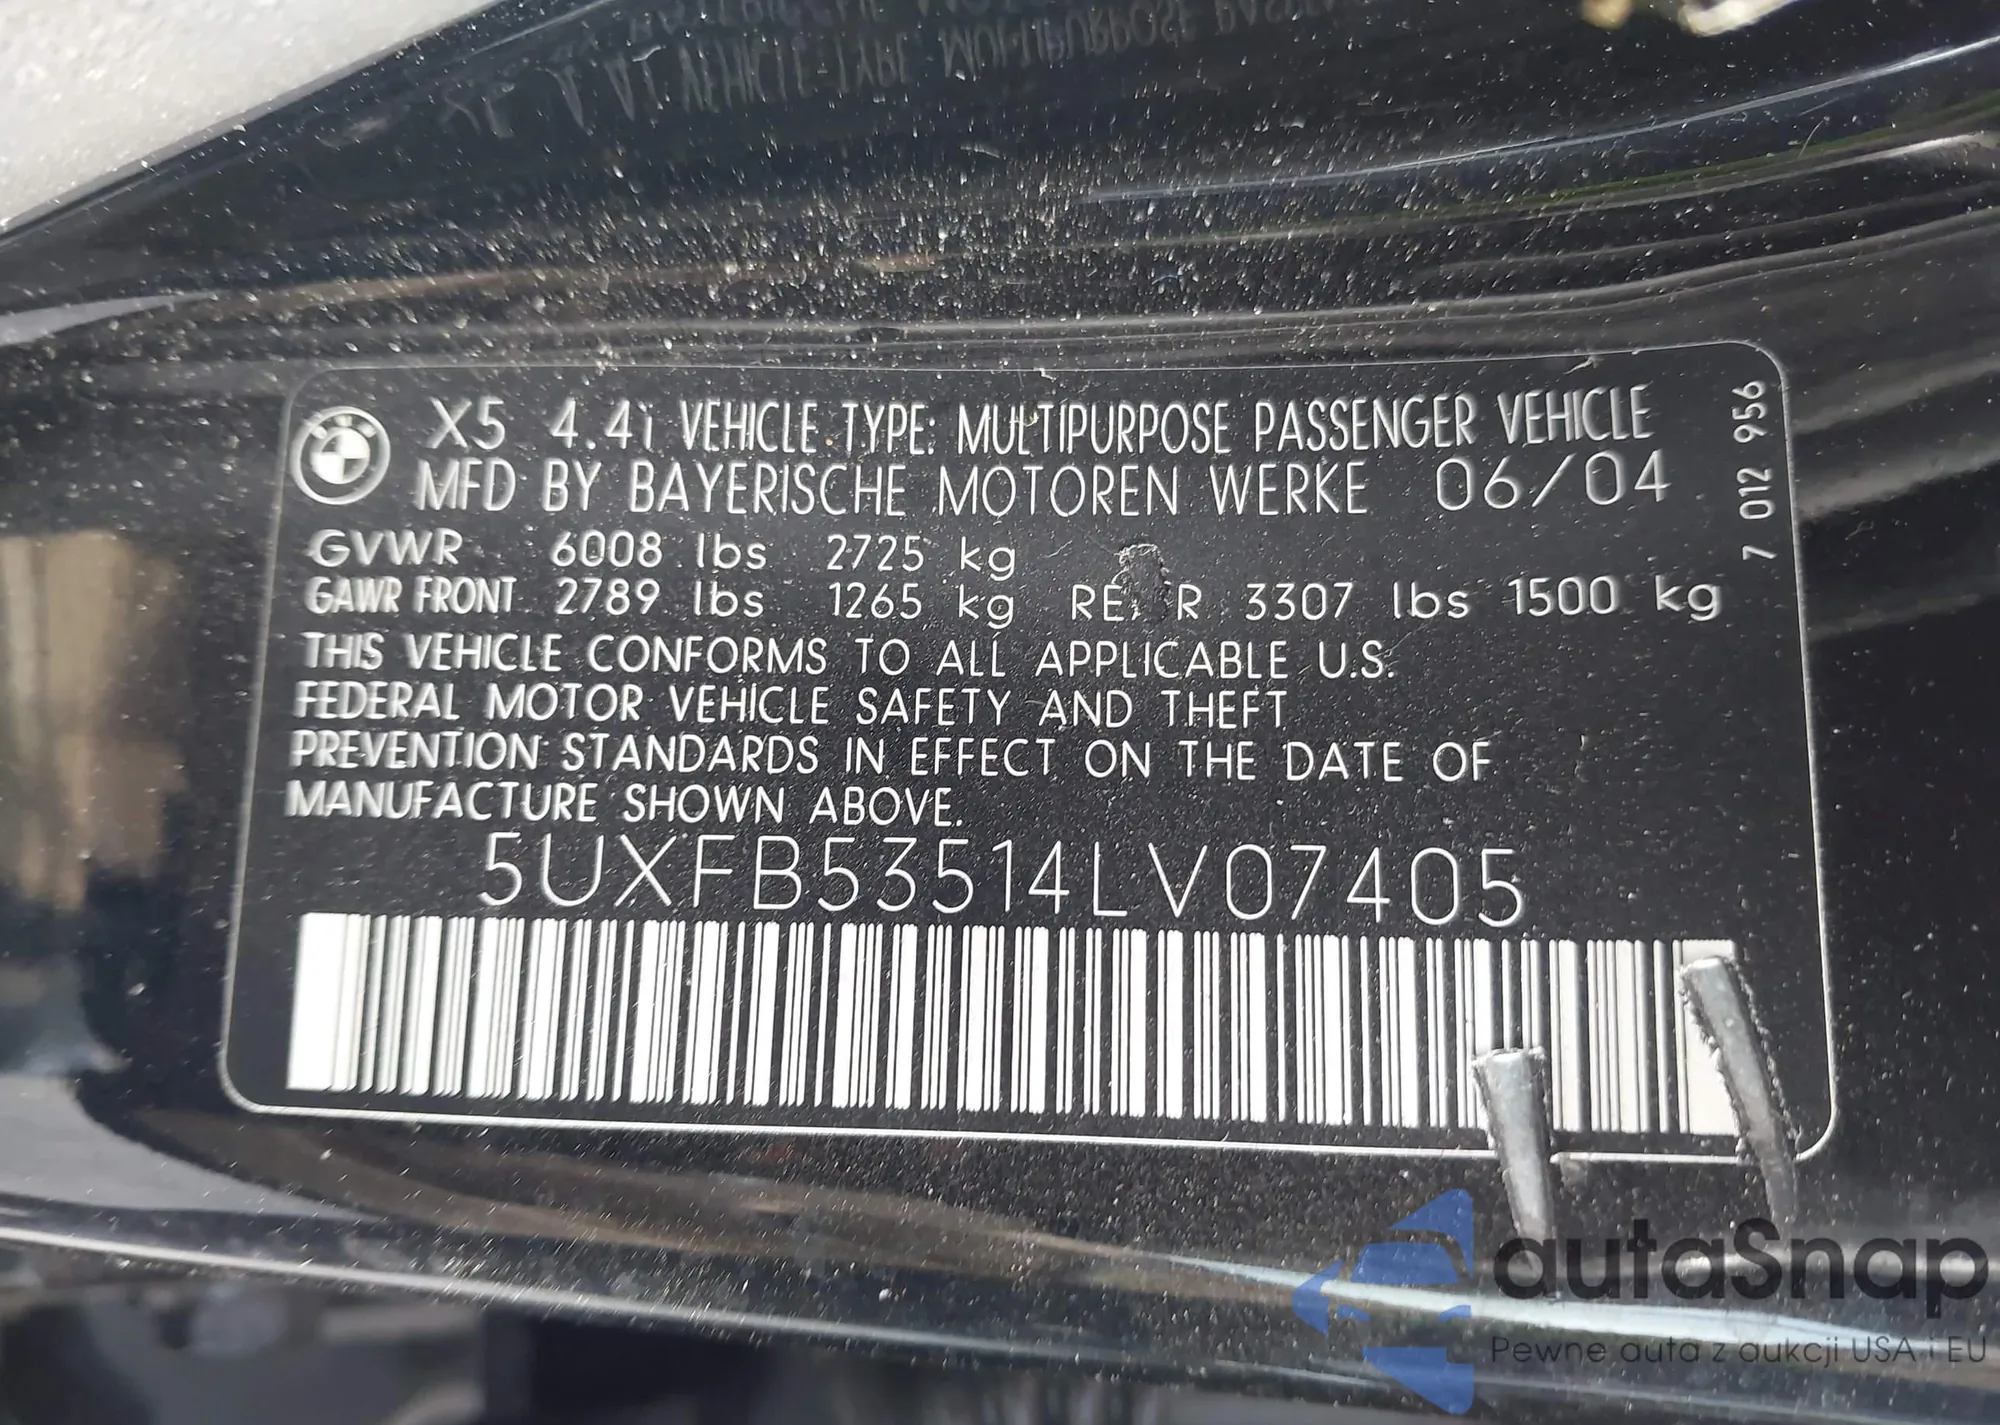 X5 4.4i VEHICLE TYPE: MULTIPURPOSE PASSENGER VEHICLE
MFD BY BAYERISCHE MOTOREN WERKE 06/04
7 012 956
GVWR 6008 lbs 2725 kg
GAWR FRONT 2789 lbs 1265 kg RE R 3307 lbs 1500 kg
THIS VEHICLE CONFORMS TO ALL APPLICABLE U.S.
FEDERAL MOTOR VEHICLE SAFETY AND THEFT
PREVENTION STANDARDS IN EFFECT ON THE DATE OF
MANUFACTURE SHOWN ABOVE.
5UXFB53514LV07405
autaSnap
Pewne auta z aukcji USA i EU